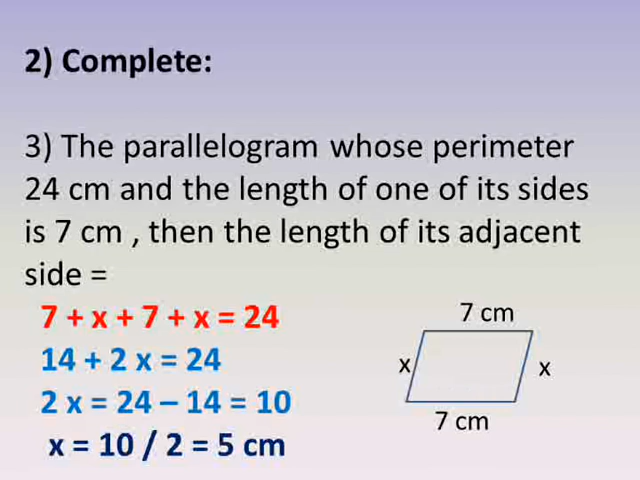 2) Complete:
3) The parallelogram whose perimeter
24 cm and the length of one of its sides
is 7 cm , then the length of its adjacent
side =
7 + x + 7 + x = 24
14 + 2 x = 24
2 x = 24 – 14 = 10
x = 10 / 2 = 5 cm
7 cm
x
x
7 cm